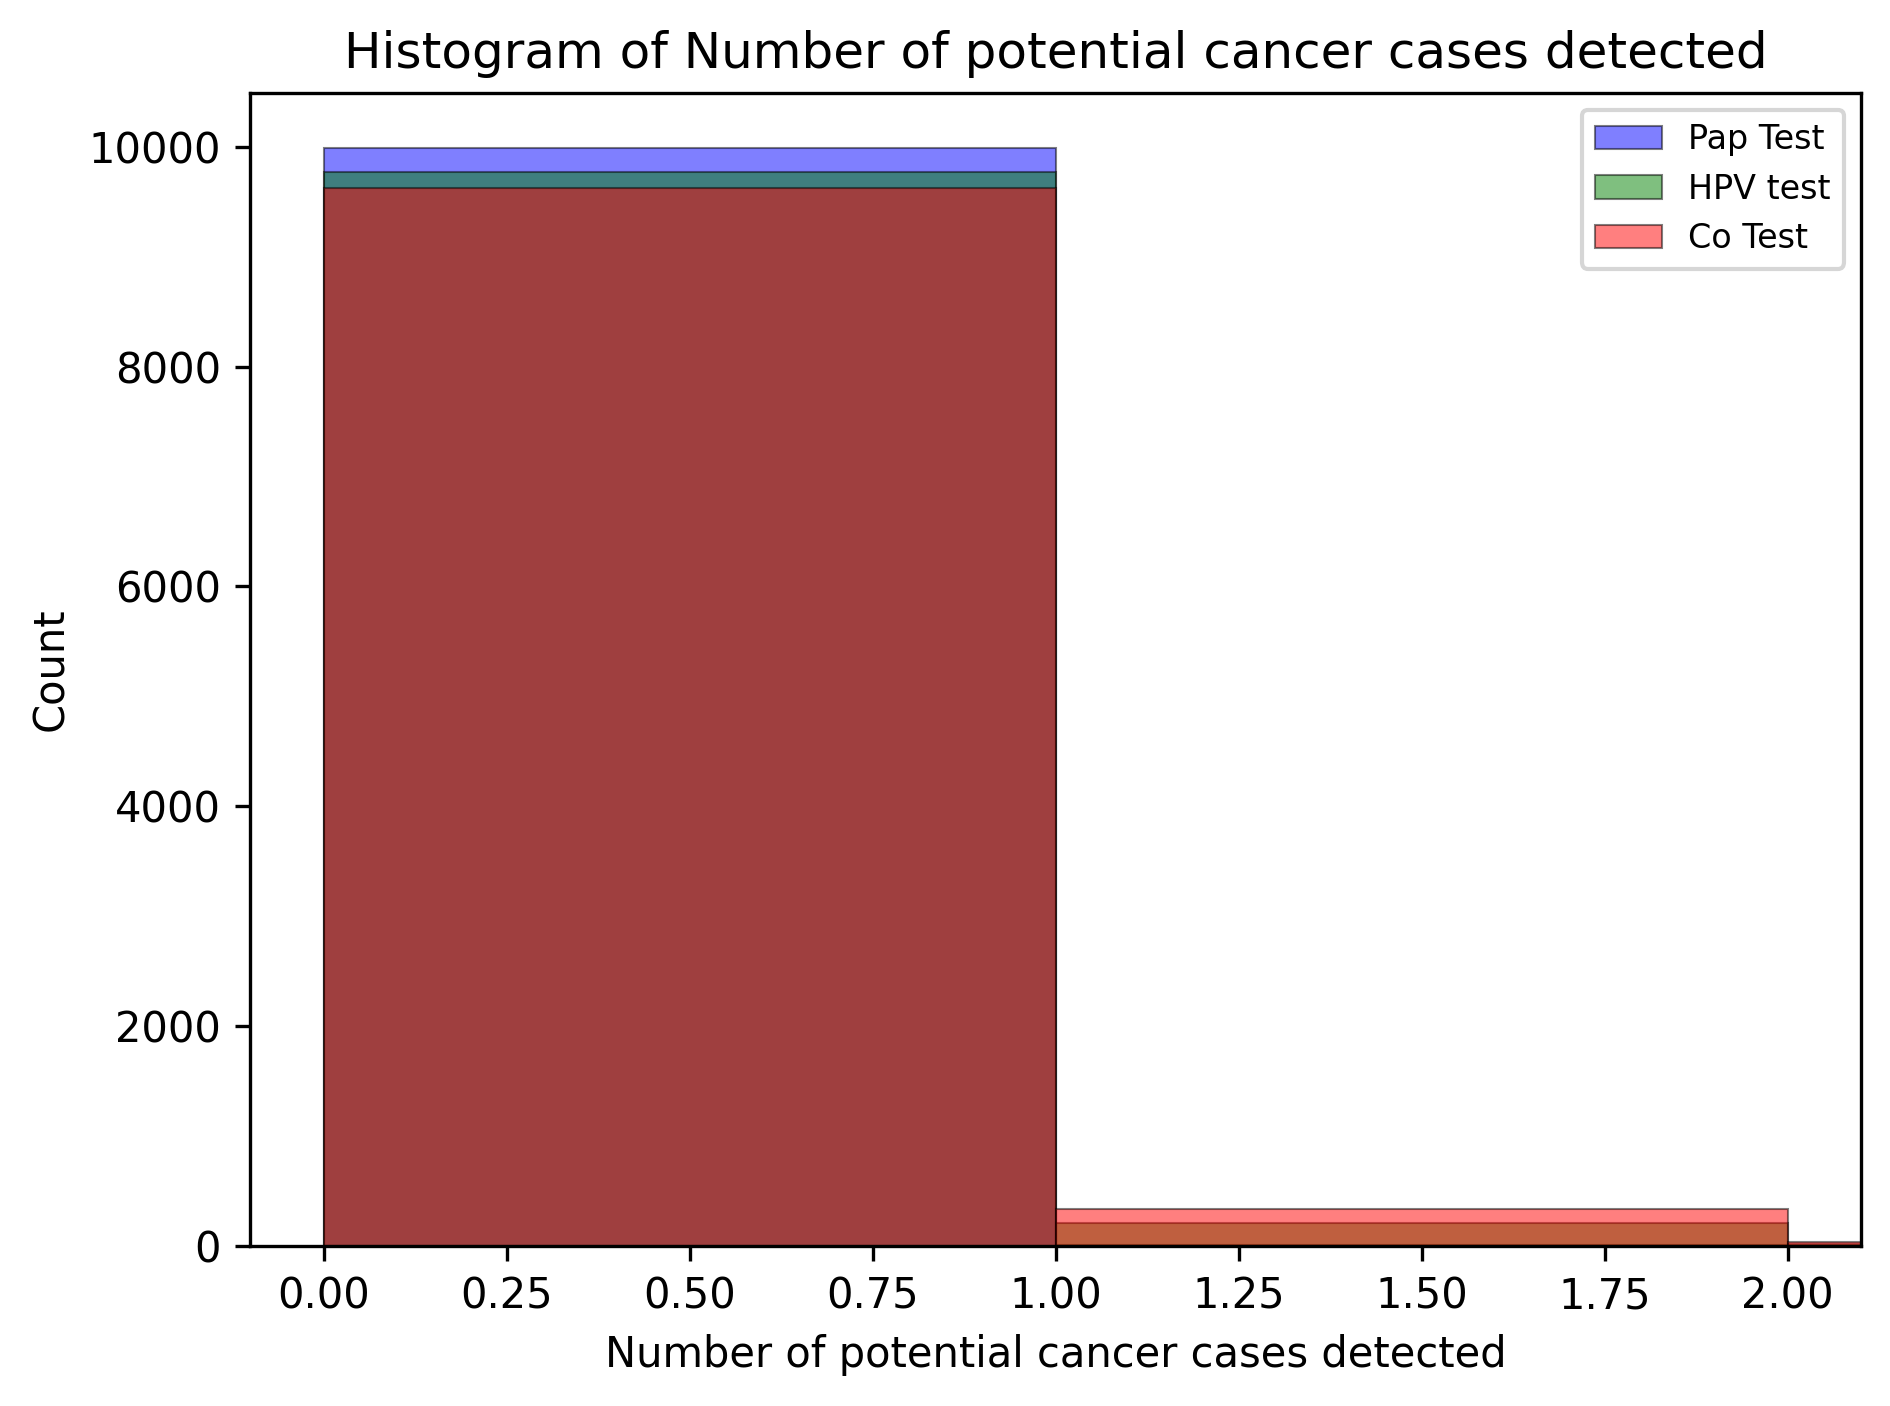 Histogram of Number of potential cancer cases detected
Pap Test
HPV test
Co Test
10000
8000
6000
4000
2000
0
Count
0.00 0.25 0.50 0.75 1.00 1.25 1.50 1.75 2.00
Number of potential cancer cases detected